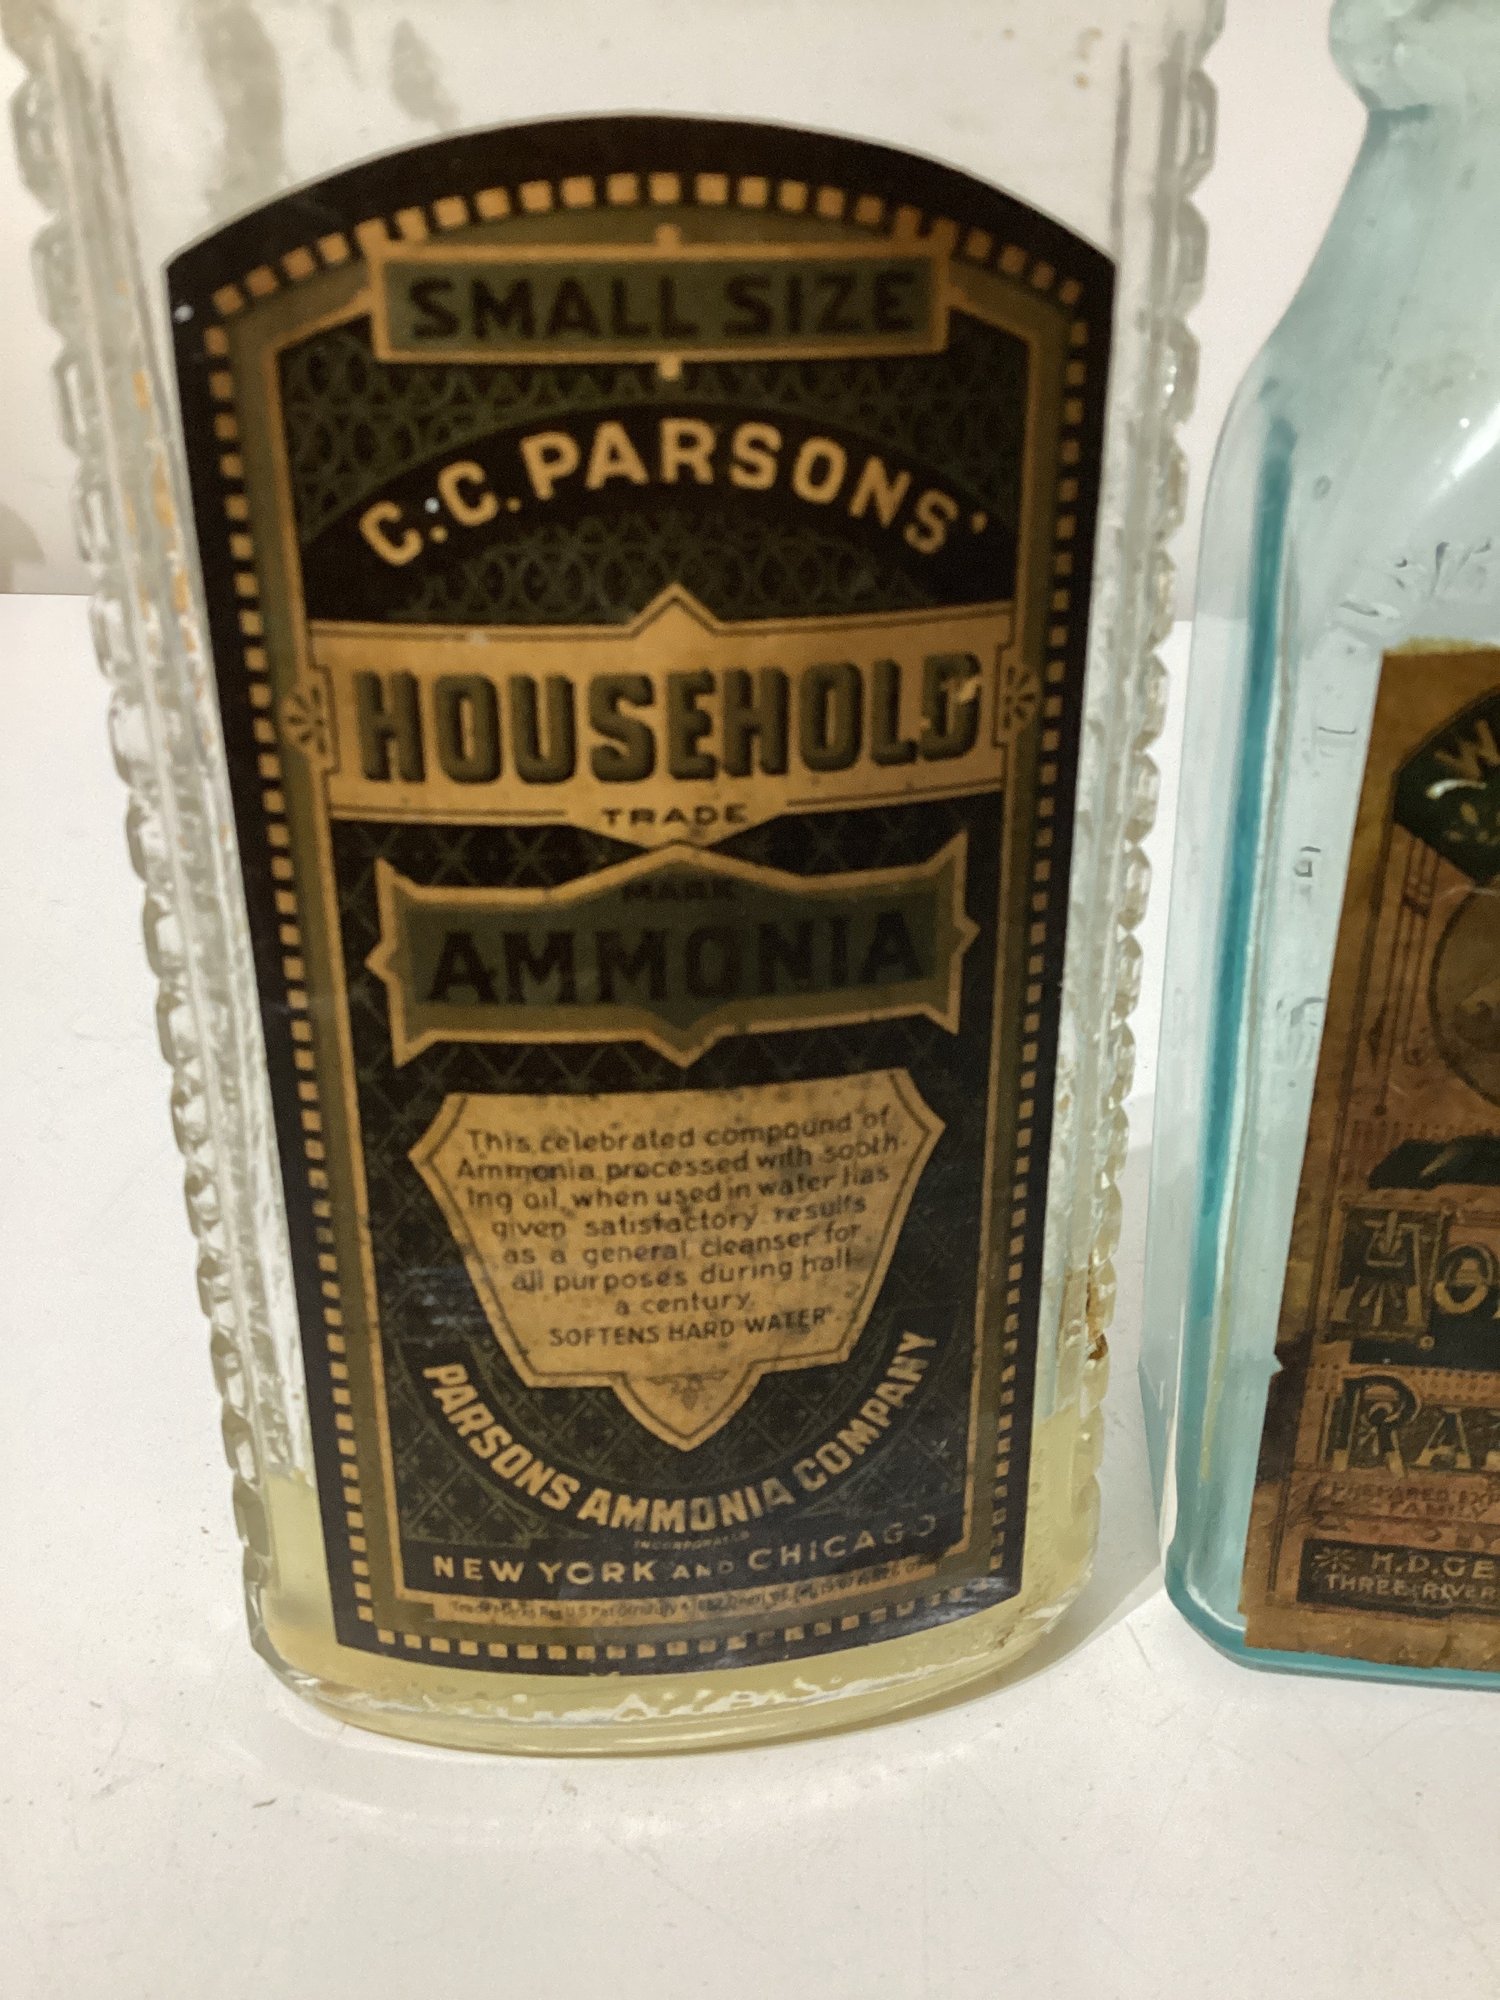 SMALL SIZE
C.C. PARSONS'
HOUSEHOLD
TRADE
MARK
AMMONIA
This celebrated compound of
Ammonia processed with sooth-
ing oil, when used in water has
given satisfactory results
as a general cleanser for
all purposes during half
a century.
SOFTENS HARD WATER
PARSONS AMMONIA COMPANY
INCORPORATED
NEW YORK AND CHICAGO
W
H.D.GE
THREE RIVER